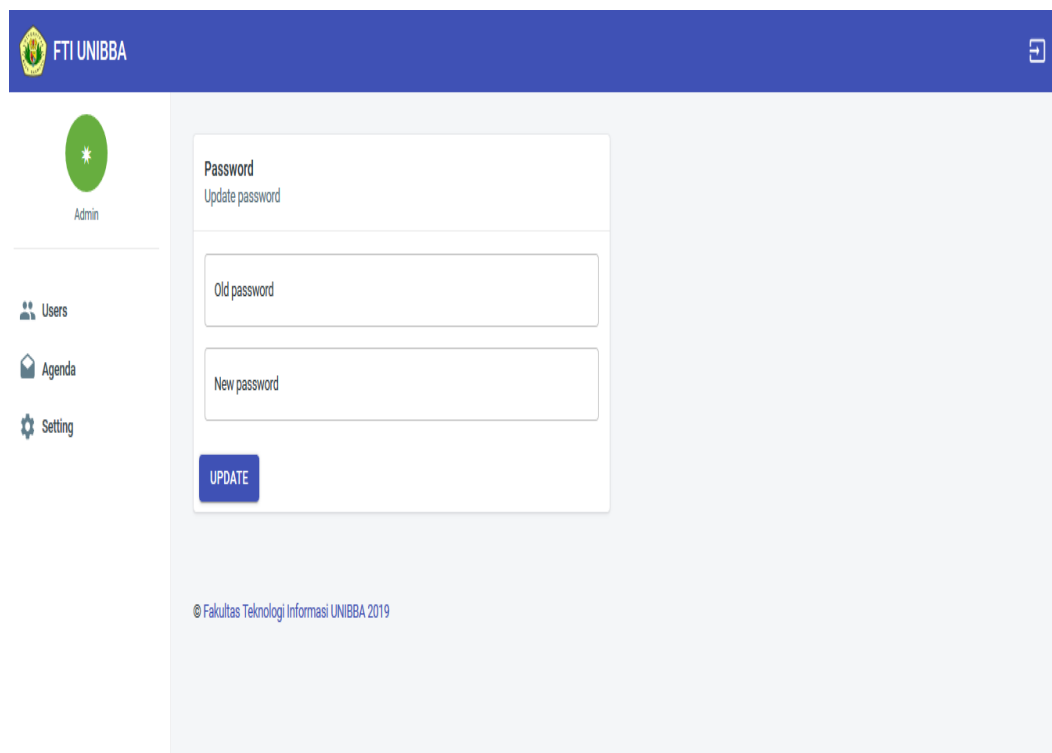 FTI UNIBBA
Admin
Users
Agenda
Setting
Password
Update password
Old password
New password
UPDATE
© Fakultas Teknologi Informasi UNIBBA 2019